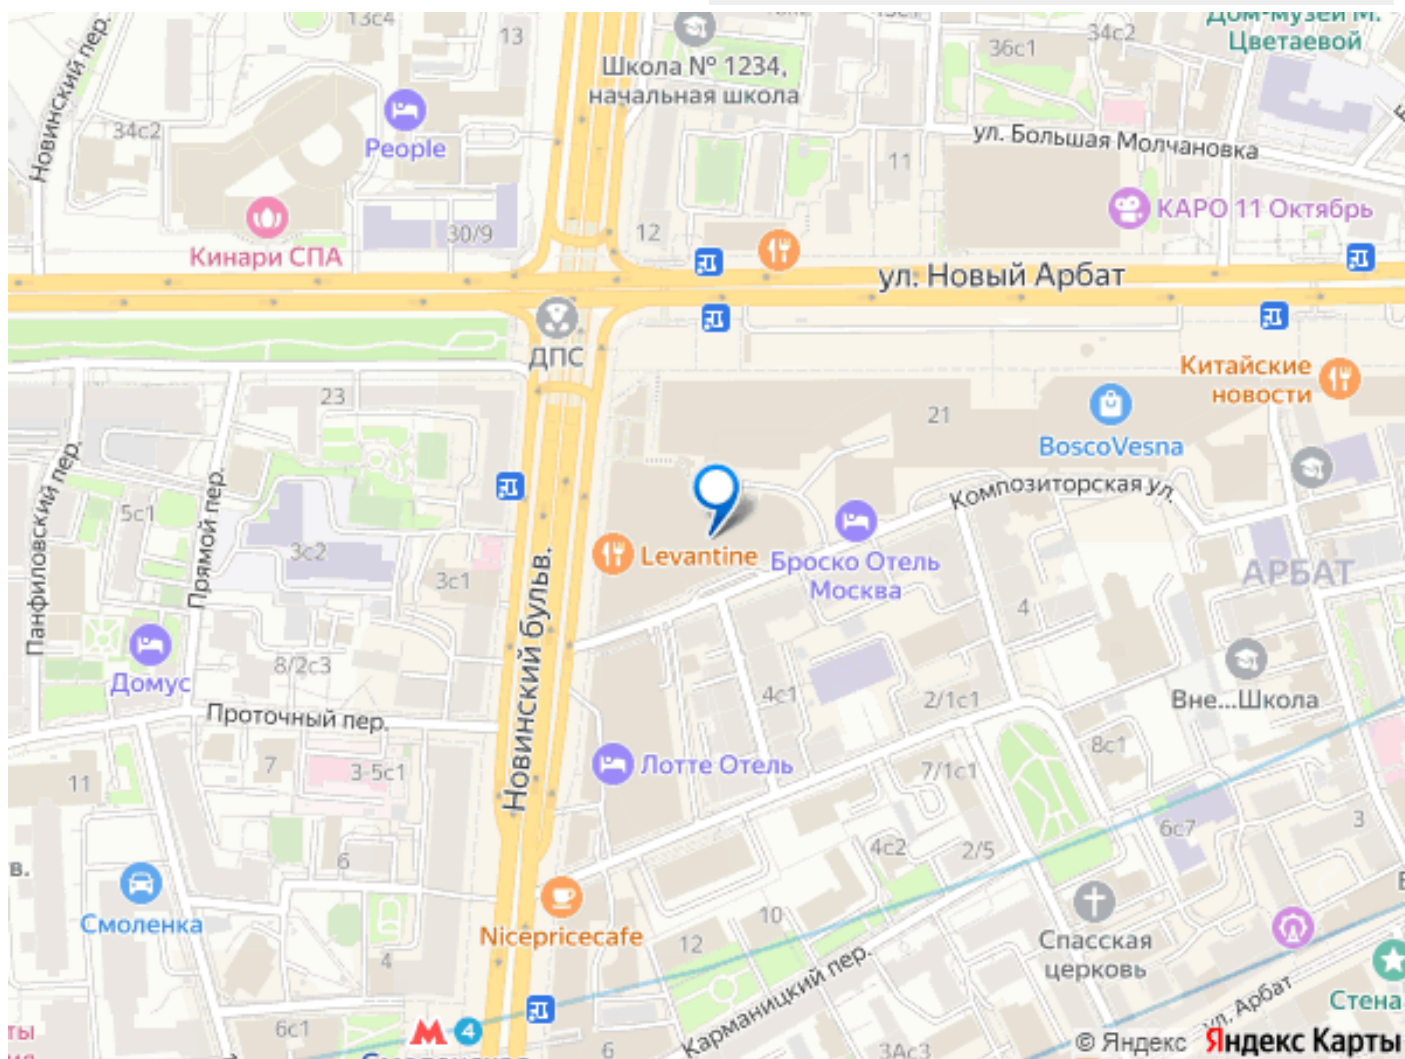 13с4
13
Новинский пер.
34с2
People
Кинари СПА
30/9
Школа № 1234,
начальная школа
12
11
36с1
34с2
Дом-музей М.
Цветаевой
ул. Большая Молчановка
КАРО 11 Октябрь
ул. Новый Арбат
ДПС
Китайские
новости
23
21
BoscoVesna
Панфиловский пер.
Прямой пер.
5с1
3с2
3с1
Композиторская ул.
Levantine
Броско Отель
Москва
АРБАТ
4
Новинский бульв.
Домус
8/2с3
4с1
2/1с1
Вне...Школа
Проточный пер.
8с1
7
3-5с1
11
Лотте Отель
7/1с1
6с7
3
4с2
2/5
6
в.
Смоленка
Nicepricecafe
10
12
Спасская
церковь
4
Карманицкий пер.
ул. Арбат
Стена
6с1
4
Смоленская
6
3Ас3
© Яндекс Яндекс Карты